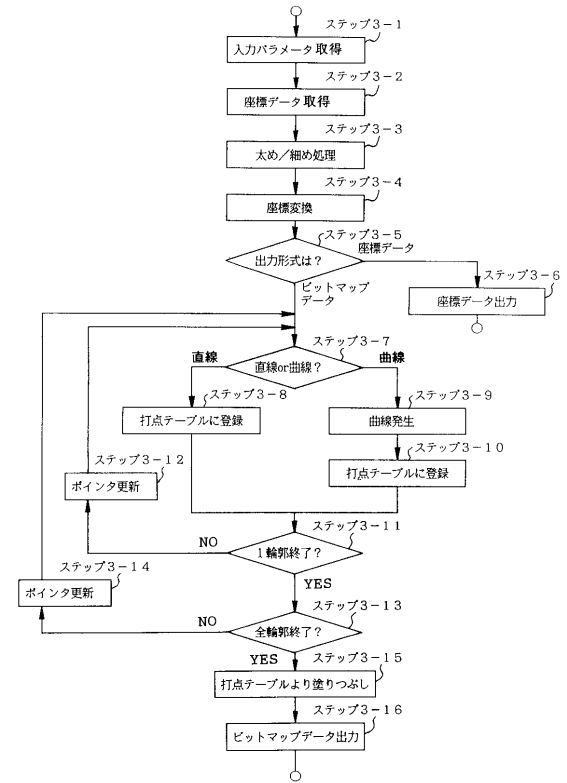 ステップ3-1
入力パラメータ取得
ステップ3-2
座標データ取得
ステップ3-3
太め/細め処理
ステップ3-4
座標変換
ステップ3-5
座標データ
出力形式は?
ステップ3-6
座標データ出力
ビットマップ
データ
ステップ3-7
直線
直線or曲線?
曲線
ステップ3-8
ステップ3-9
打点テーブルに登録
曲線発生
ステップ3-10
打点テーブルに登録
ステップ3-12
ポインタ更新
ステップ3-11
NO
1輪郭終了?
ステップ3-14
YES
ポインタ更新
ステップ3-13
NO
全輪郭終了?
YES
ステップ3-15
打点テーブルより塗りつぶし
ステップ3-16
ビットマップデータ出力